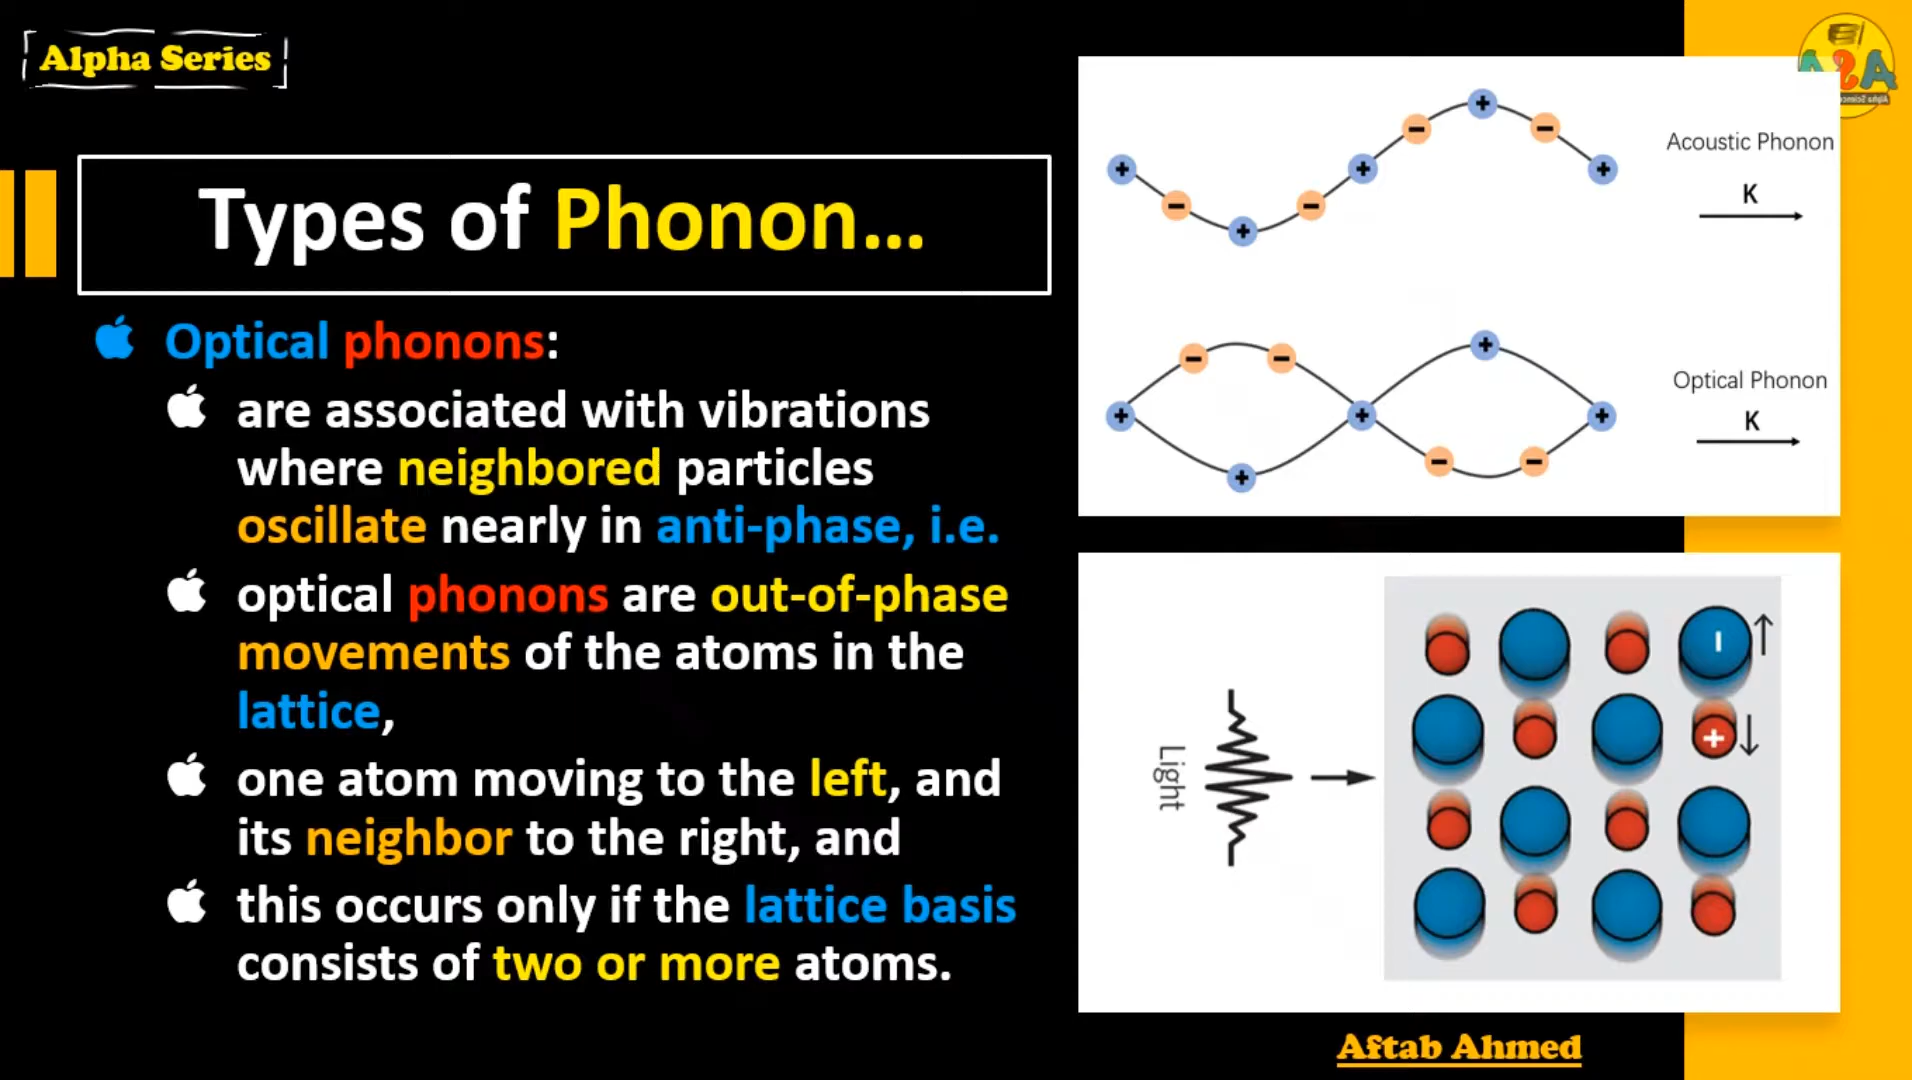 Alpha Series
Types of Phonon...
Optical phonons:
are associated with vibrations
where neighbored particles
oscillate nearly in anti-phase, i.e.
optical phonons are out-of-phase
movements of the atoms in the
lattice,
one atom moving to the left, and
its neighbor to the right, and
this occurs only if the lattice basis
consists of two or more atoms.
+ − + − + − + − +
Acoustic Phonon
K
+ − − + + + − − +
Optical Phonon
K
Light
−
+
Aftab Ahmed